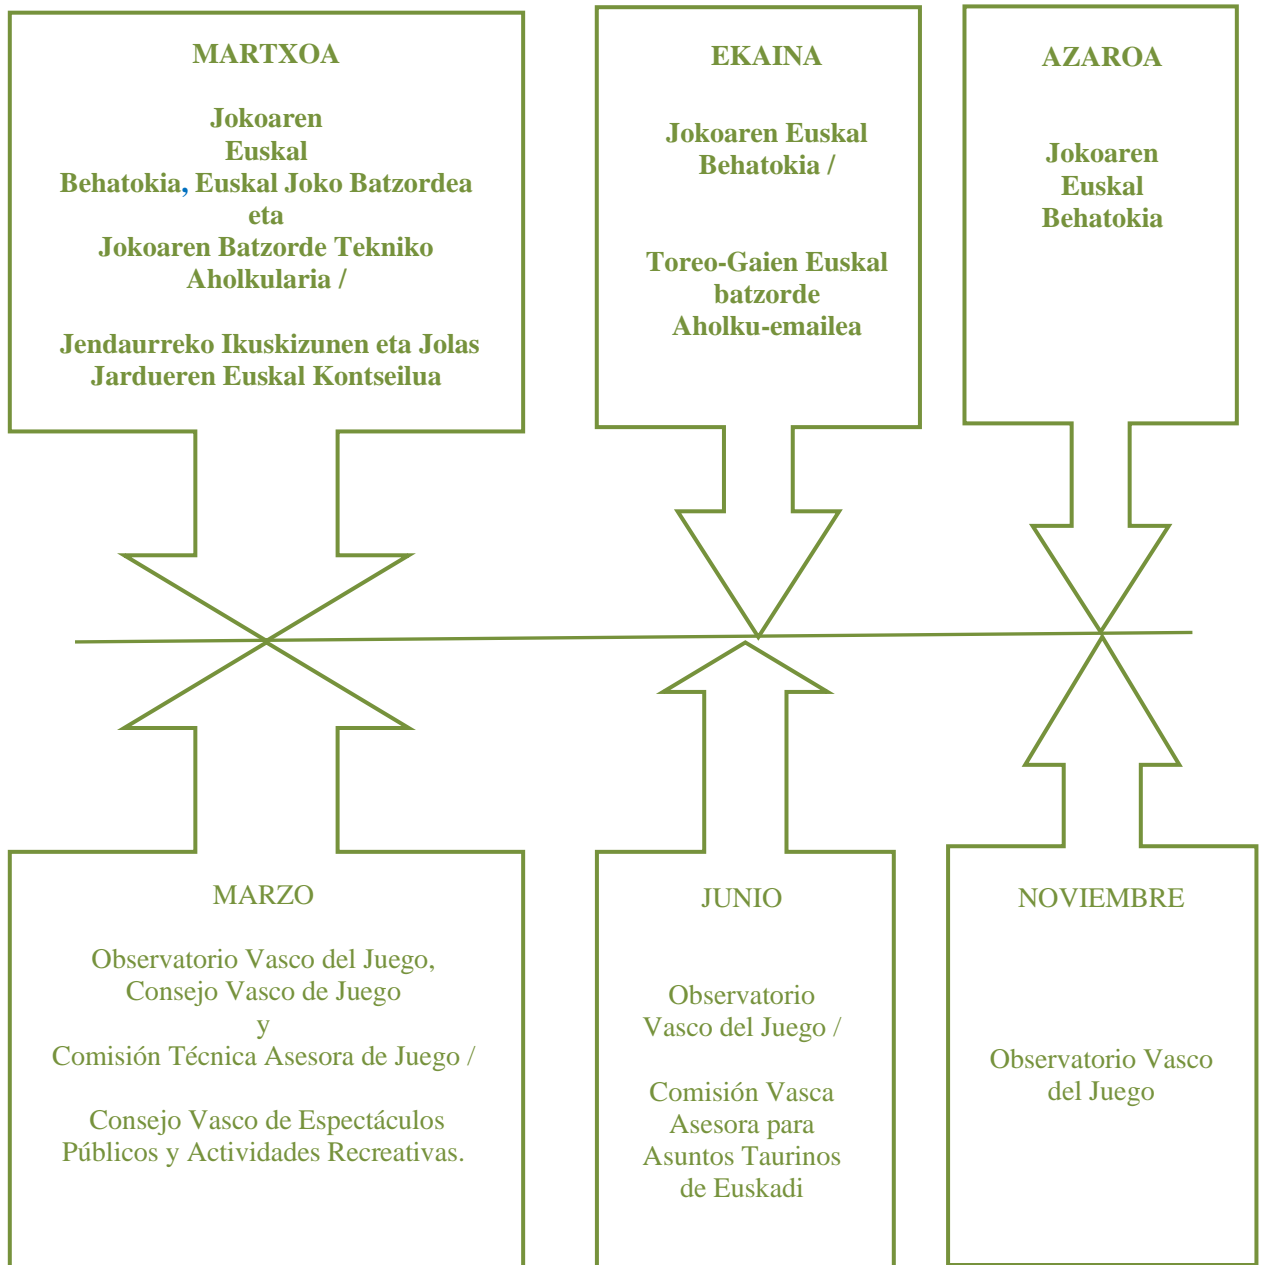 MARTXOA
Jokoaren
Euskal
Behatokia, Euskal Joko Batzordea
eta
Jokoaren Batzorde Tekniko
Aholkularia /
Jendaurreko Ikuskizunen eta Jolas
Jardueren Euskal Kontseilua
EKAINA
Jokoaren Euskal
Behatokia /
Toreo-Gaien Euskal
batzorde
Aholku-emailea
AZAROA
Jokoaren
Euskal
Behatokia
MARZO
Observatorio Vasco del Juego,
Consejo Vasco de Juego
y
Comisión Técnica Asesora de Juego /
Consejo Vasco de Espectáculos
Públicos y Actividades Recreativas.
JUNIO
Observatorio
Vasco del Juego /
Comisión Vasca
Asesora para
Asuntos Taurinos
de Euskadi
NOVIEMBRE
Observatorio Vasco
del Juego